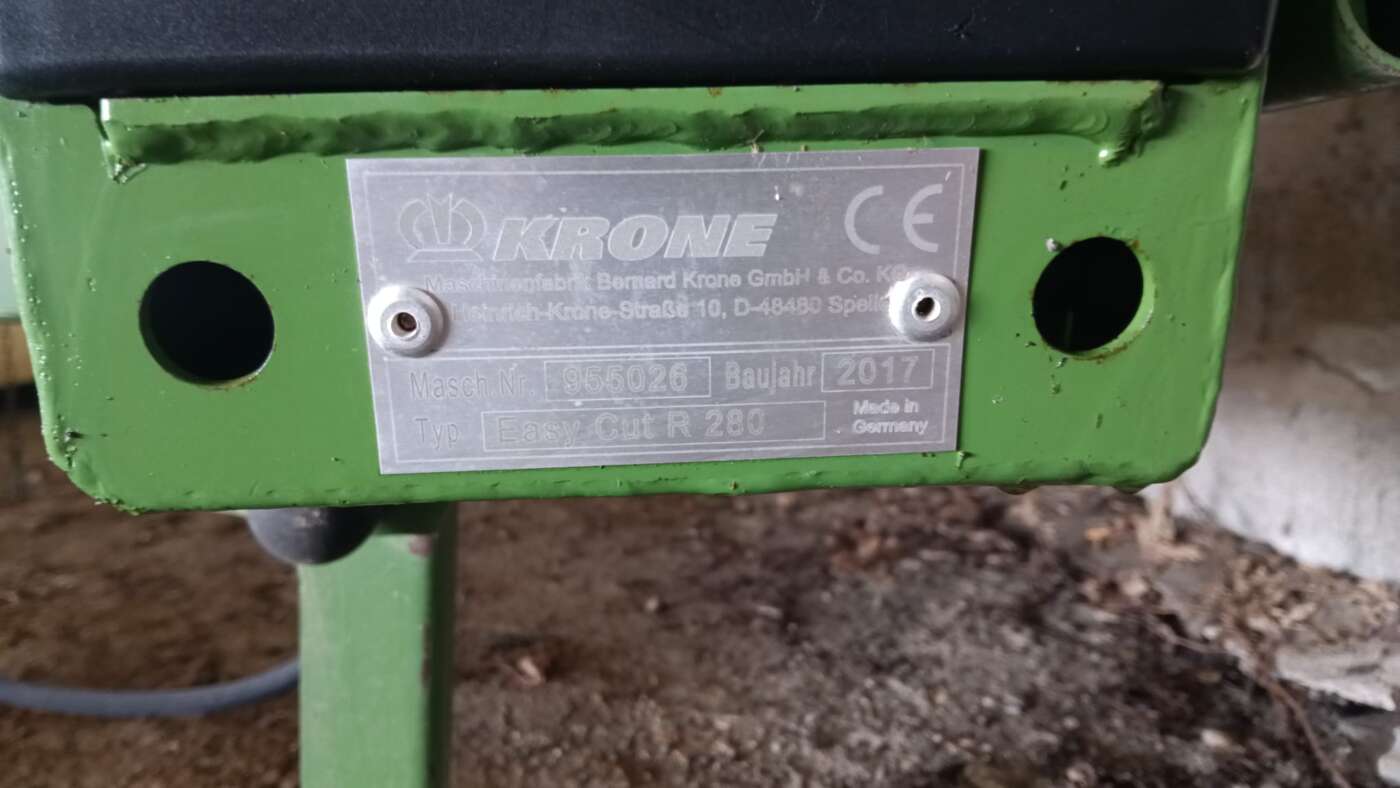 KRONE CE
Maschinenfabrik Bernard Krone GmbH & Co. KG
Heinrich-Krone-Straße 10, D-48480 Spelle
Masch.Nr. 955026 Baujahr 2017
Typ Easy Cut R 280
Made in
Germany